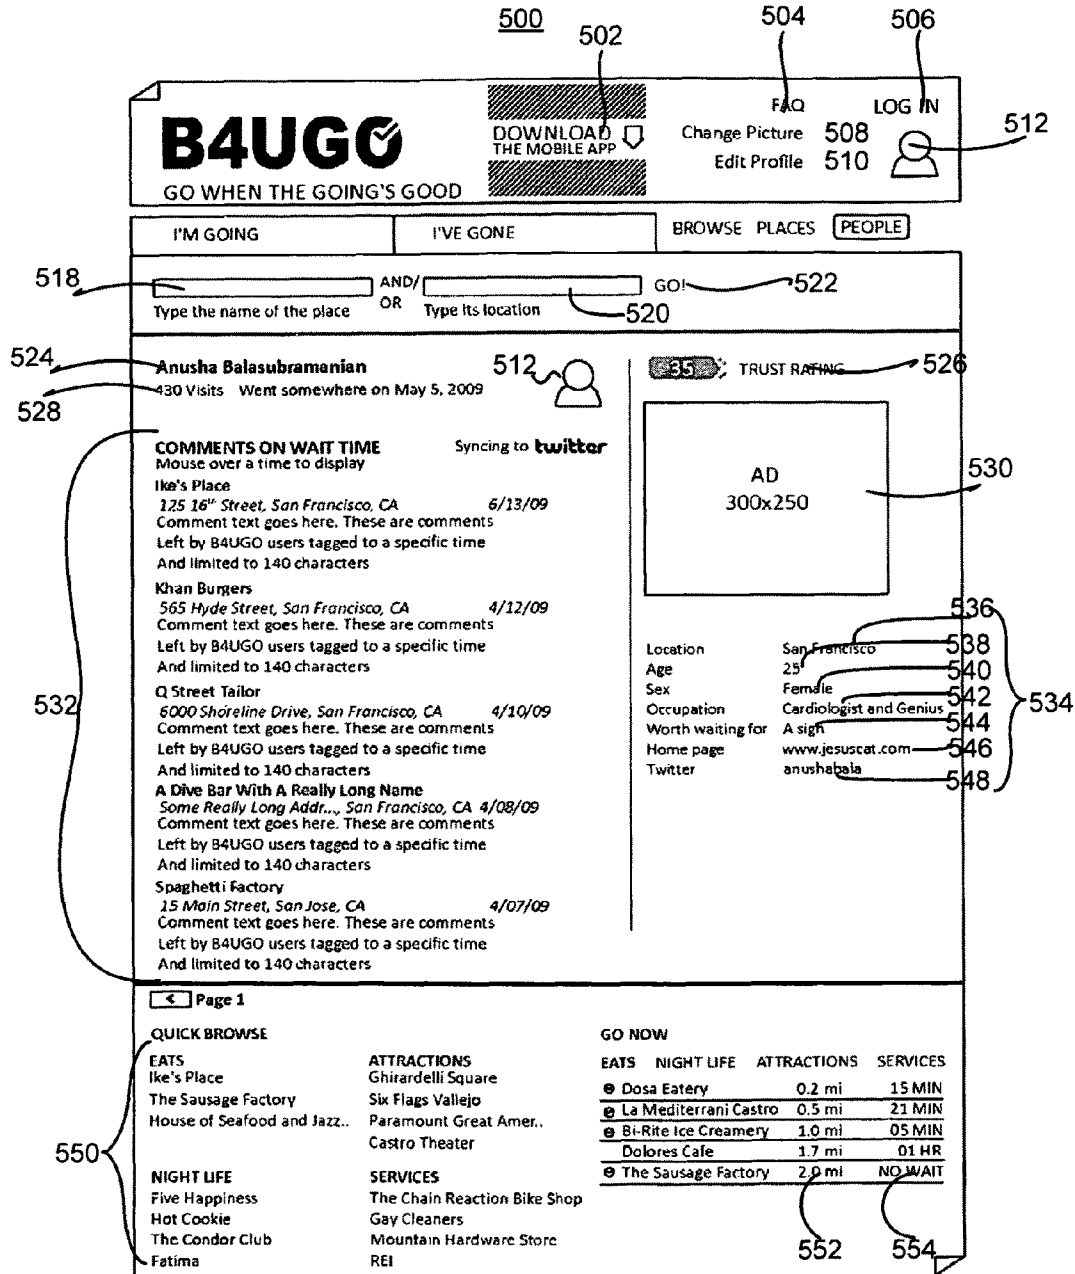 500
502
504
506
B4UGO
GO WHEN THE GOING'S GOOD
DOWNLOAD
THE MOBILE APP
FAQ
LOG IN
Change Picture 508
Edit Profile 510
512
I'M GOING
I'VE GONE
BROWSE PLACES PEOPLE
518
AND/
OR
GO!
522
Type the name of the place
Type its location
520
524
Anusha Balasubramanian
430 Visits Went somewhere on May 5, 2009
528
512
35 TRUST RATING
526
COMMENTS ON WAIT TIME
Syncing to twitter
Mouse over a time to display
Ike's Place
125 16th Street, San Francisco, CA 6/13/09
Comment text goes here. These are comments
Left by B4UGO users tagged to a specific time
And limited to 140 characters
Khan Burgers
565 Hyde Street, San Francisco, CA 4/12/09
Comment text goes here. These are comments
Left by B4UGO users tagged to a specific time
And limited to 140 characters
Q Street Tailor
6000 Shoreline Drive, San Francisco, CA 4/10/09
Comment text goes here. These are comments
Left by B4UGO users tagged to a specific time
And limited to 140 characters
A Dive Bar With A Really Long Name
Some Really Long Addr..., San Francisco, CA 4/08/09
Comment text goes here. These are comments
Left by B4UGO users tagged to a specific time
And limited to 140 characters
Spaghetti Factory
15 Main Street, San Jose, CA 4/07/09
Comment text goes here. These are comments
Left by B4UGO users tagged to a specific time
And limited to 140 characters
532
AD
300x250
530
536
Location San Francisco 538
Age 25 540
Sex Female
Occupation Cardiologist and Genius 542
Worth waiting for A sigh 544
Home page www.jesuscat.com 546
Twitter anushabala 548
534
< Page 1
QUICK BROWSE
EATS
Ike's Place
The Sausage Factory
House of Seafood and Jazz..
ATTRACTIONS
Ghirardelli Square
Six Flags Vallejo
Paramount Great Amer..
Castro Theater
550
NIGHT LIFE
Five Happiness
Hot Cookie
The Condor Club
Fatima
SERVICES
The Chain Reaction Bike Shop
Gay Cleaners
Mountain Hardware Store
REI
GO NOW
EATS NIGHT LIFE ATTRACTIONS SERVICES
Dosa Eatery 0.2 mi 15 MIN
La Mediterrani Castro 0.5 mi 21 MIN
Bi-Rite Ice Creamery 1.0 mi 05 MIN
Dolores Cafe 1.7 mi 01 HR
The Sausage Factory 2.0 mi NO WAIT
552
554